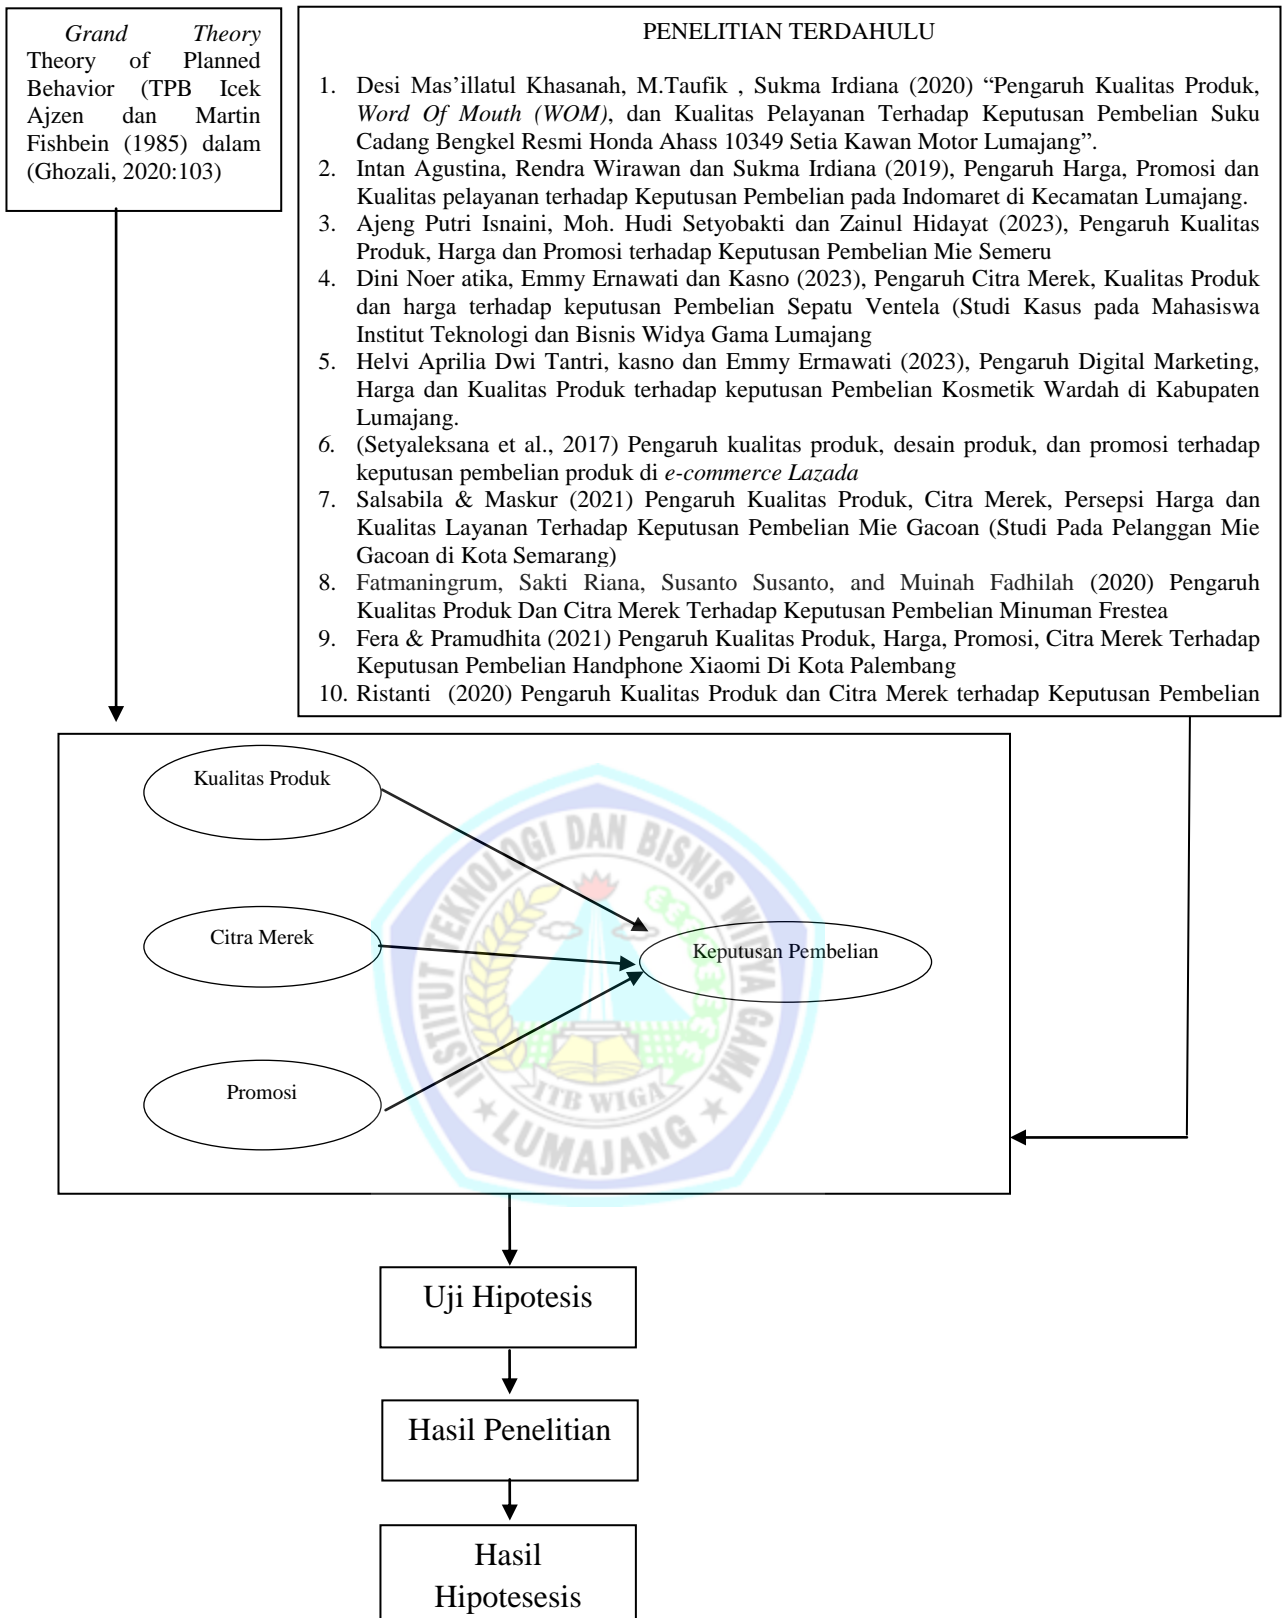 Grand Theory
Theory of Planned
Behavior (TPB Icek
Ajzen dan Martin
Fishbein (1985) dalam
(Ghozali, 2020:103)
PENELITIAN TERDAHULU
1. Desi Mas’illatul Khasanah, M.Taufik , Sukma Irdiana (2020) “Pengaruh Kualitas Produk,
Word Of Mouth (WOM), dan Kualitas Pelayanan Terhadap Keputusan Pembelian Suku
Cadang Bengkel Resmi Honda Ahass 10349 Setia Kawan Motor Lumajang”.
2. Intan Agustina, Rendra Wirawan dan Sukma Irdiana (2019), Pengaruh Harga, Promosi dan
Kualitas pelayanan terhadap Keputusan Pembelian pada Indomaret di Kecamatan Lumajang.
3. Ajeng Putri Isnaini, Moh. Hudi Setyobakti dan Zainul Hidayat (2023), Pengaruh Kualitas
Produk, Harga dan Promosi terhadap Keputusan Pembelian Mie Semeru
4. Dini Noer atika, Emmy Ernawati dan Kasno (2023), Pengaruh Citra Merek, Kualitas Produk
dan harga terhadap keputusan Pembelian Sepatu Ventela (Studi Kasus pada Mahasiswa
Institut Teknologi dan Bisnis Widya Gama Lumajang
5. Helvi Aprilia Dwi Tantri, kasno dan Emmy Ermawati (2023), Pengaruh Digital Marketing,
Harga dan Kualitas Produk terhadap keputusan Pembelian Kosmetik Wardah di Kabupaten
Lumajang.
6. (Setyaleksana et al., 2017) Pengaruh kualitas produk, desain produk, dan promosi terhadap
keputusan pembelian produk di e-commerce Lazada
7. Salsabila & Maskur (2021) Pengaruh Kualitas Produk, Citra Merek, Persepsi Harga dan
Kualitas Layanan Terhadap Keputusan Pembelian Mie Gacoan (Studi Pada Pelanggan Mie
Gacoan di Kota Semarang)
8. Fatmaningrum, Sakti Riana, Susanto Susanto, and Muinah Fadhilah (2020) Pengaruh
Kualitas Produk Dan Citra Merek Terhadap Keputusan Pembelian Minuman Frestea
9. Fera & Pramudhita (2021) Pengaruh Kualitas Produk, Harga, Promosi, Citra Merek Terhadap
Keputusan Pembelian Handphone Xiaomi Di Kota Palembang
10. Ristanti (2020) Pengaruh Kualitas Produk dan Citra Merek terhadap Keputusan Pembelian
Kualitas Produk
Citra Merek
Keputusan Pembelian
Promosi
INSTITUT TEKNOLOGI DAN BISNIS WIDYA GAMA
ITB WIGA
LUMAJANG
Uji Hipotesis
Hasil Penelitian
Hasil
Hipotesesis